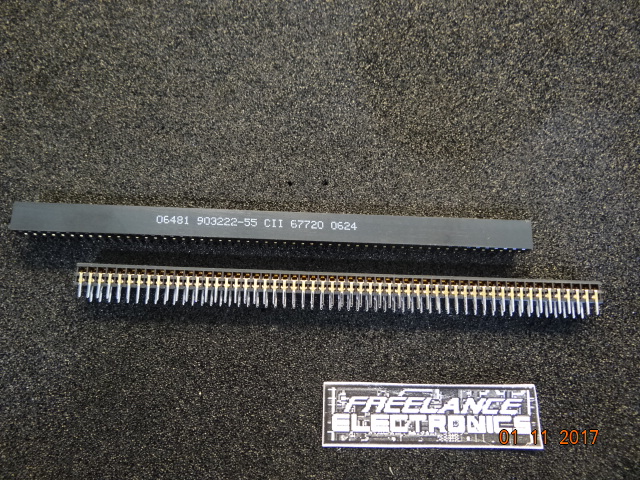 06481 903222-55 CII 67720 0624
FREELANCE
ELECTRONICS
01 11 2017